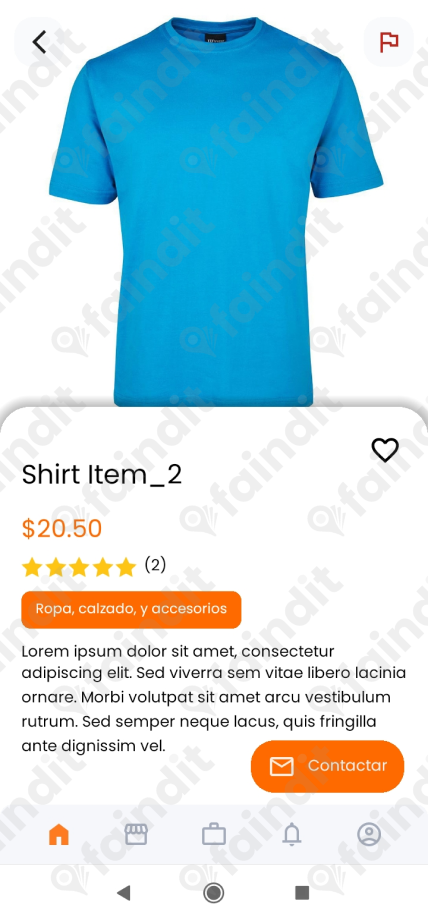 Shirt Item_2
$20.50
(2)
Ropa, calzado, y accesorios
Lorem ipsum dolor sit amet, consectetur
adipiscing elit. Sed viverra sem vitae libero lacinia
ornare. Morbi volutpat sit amet arcu vestibulum
rutrum. Sed semper neque lacus, quis fringilla
ante dignissim vel.
Contactar
faindit